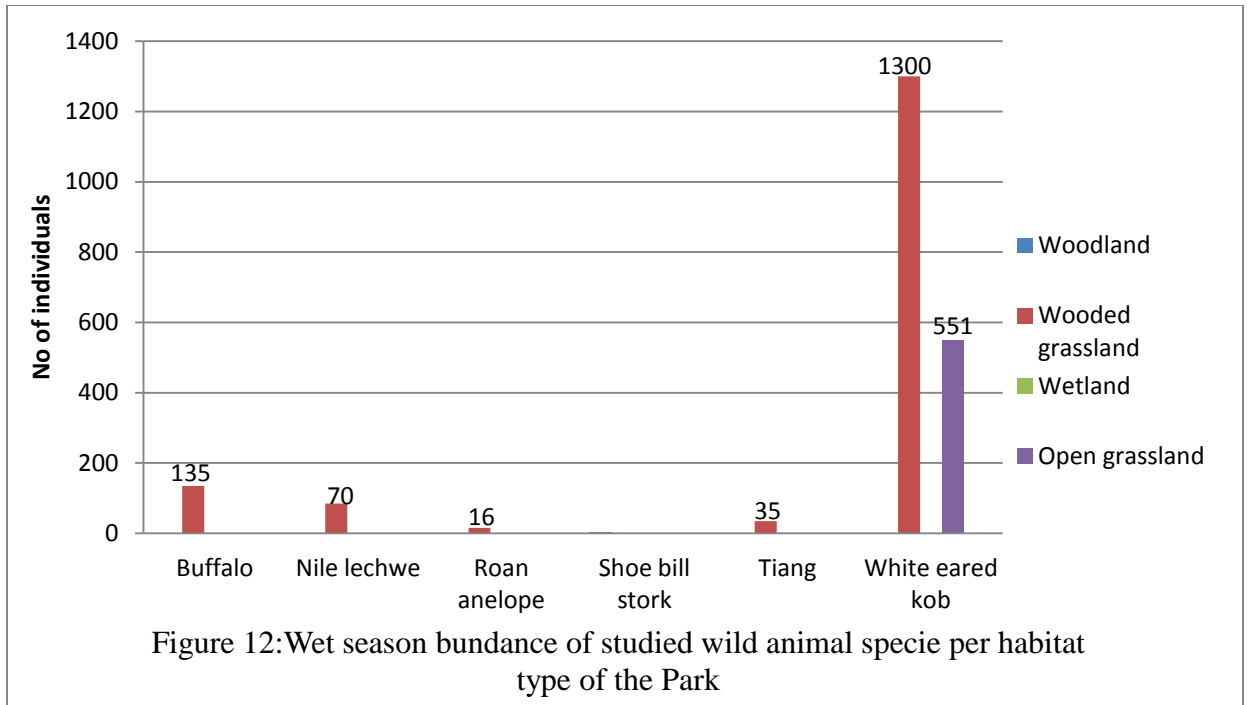 1400
1200
1000
800
600
400
200
0
No of individuals
135
70
16
35
1300
551
Buffalo
Nile lechwe
Roan
anelope
Shoe bill
stork
Tiang
White eared
kob
Woodland
Wooded
grassland
Wetland
Open grassland
Figure 12:Wet season bundance of studied wild animal specie per habitat
type of the Park